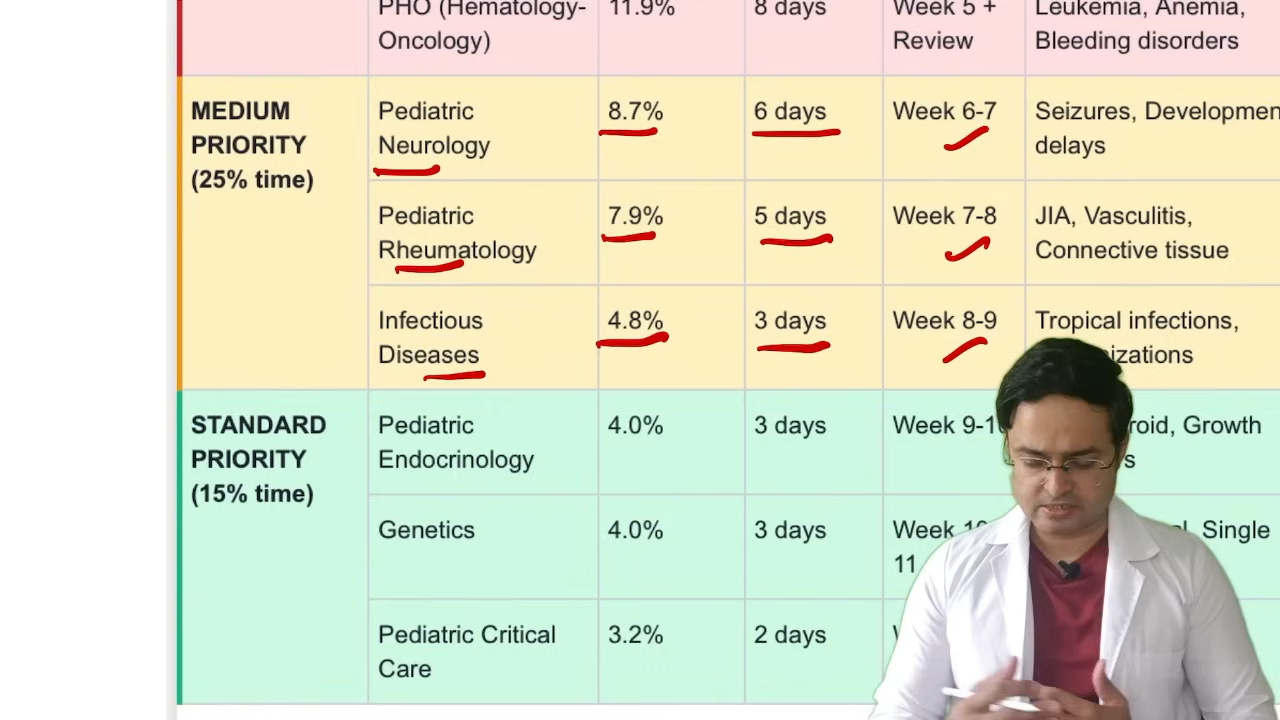 PHO (Hematology-
Oncology)
11.9%
8 days
Week 5 +
Review
Leukemia, Anemia,
Bleeding disorders
MEDIUM
PRIORITY
(25% time)
Pediatric
Neurology
8.7%
6 days
Week 6-7
Seizures, Developmen
delays
Pediatric
Rheumatology
7.9%
5 days
Week 7-8
JIA, Vasculitis,
Connective tissue
Infectious
Diseases
4.8%
3 days
Week 8-9
Tropical infections,
STANDARD
PRIORITY
(15% time)
Pediatric
Endocrinology
4.0%
3 days
Week
Growth
Genetics
4.0%
3 days
Week
11
Single
Pediatric Critical
Care
3.2%
2 days